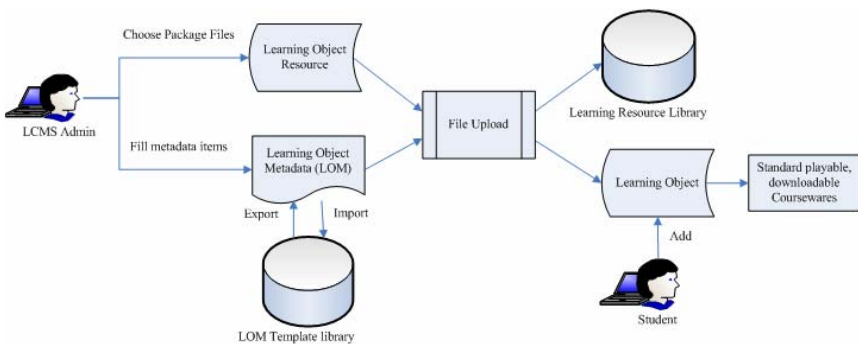 Choose Package Files
Learning Object
Resource
LCMS Admin
Fill metadata items
Learning Object
Metadata (LOM)
Export
Import
LOM Template library
File Upload
Learning Resource Library
Learning Object
Standard playable,
downloadable
Coursewares
Add
Student